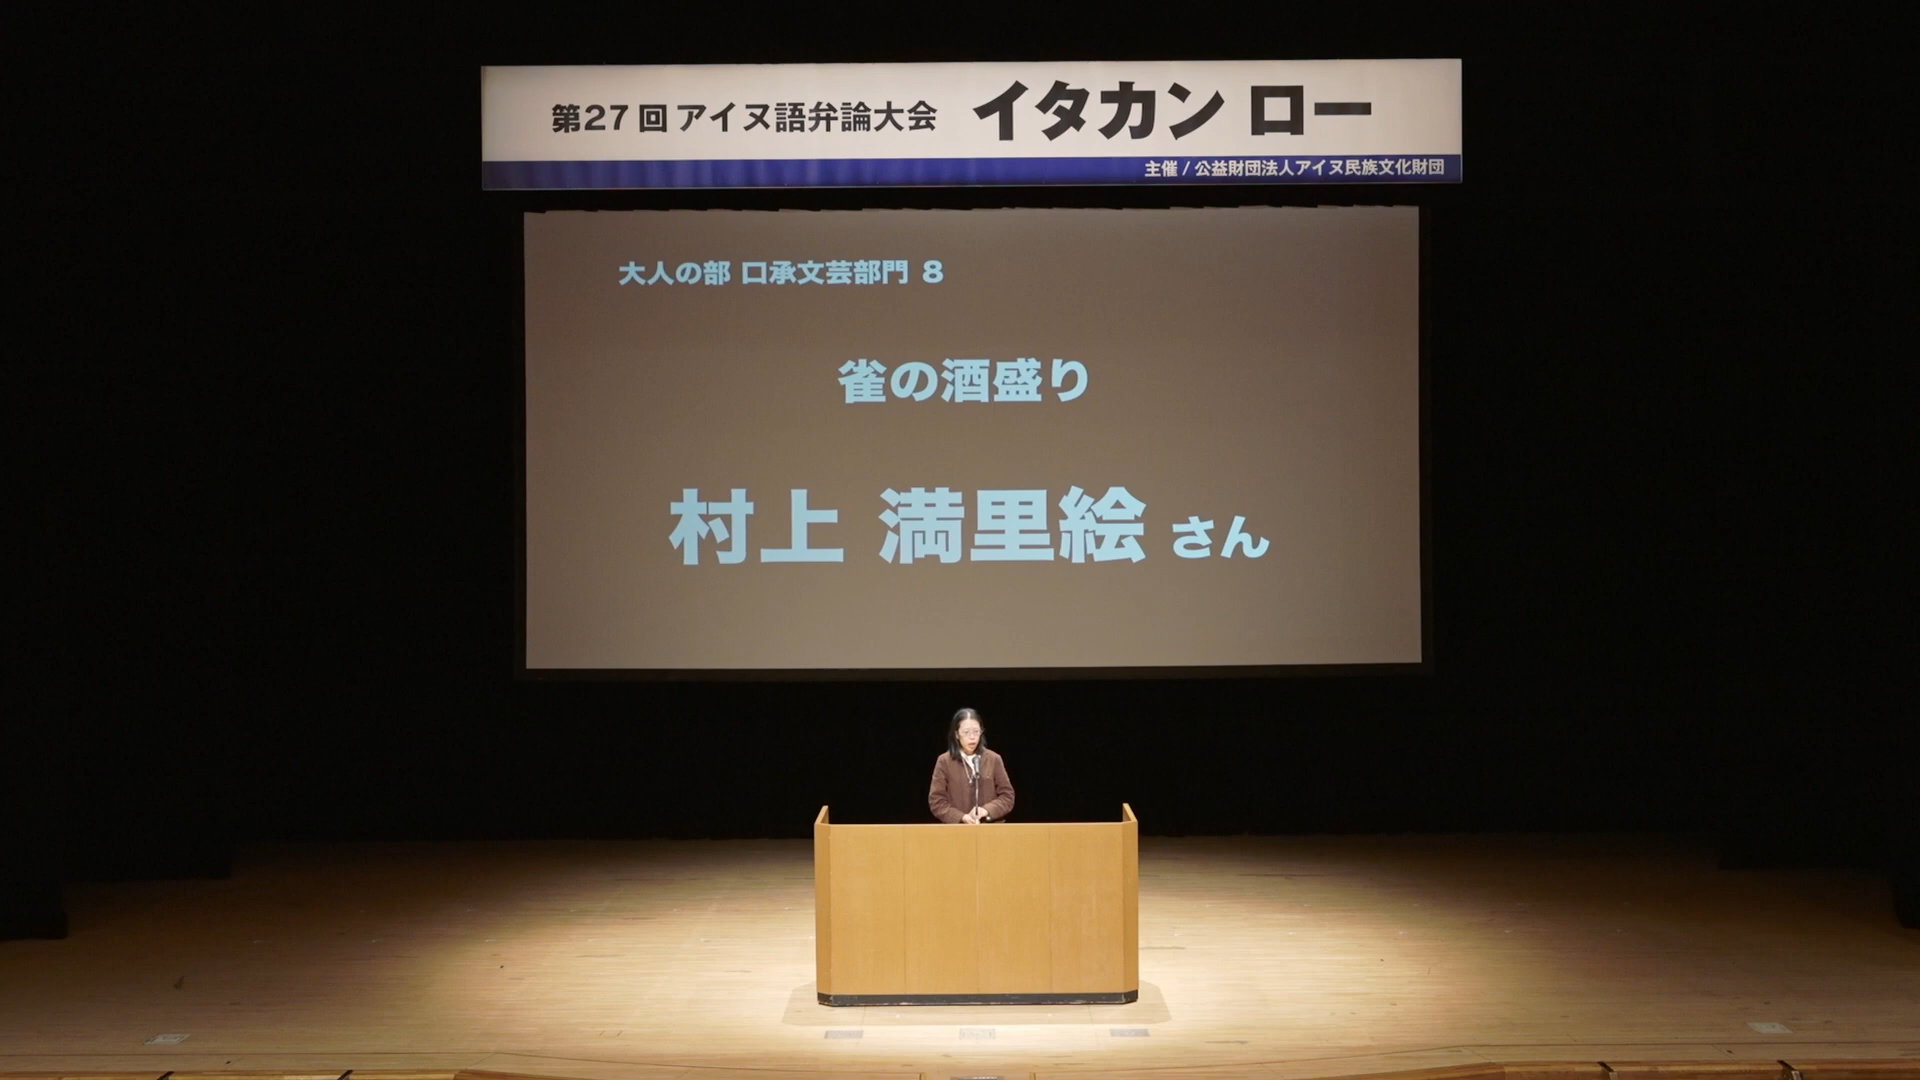 第27回 アイヌ語弁論大会 イタカン ロー
主催 / 公益財団法人アイヌ民族文化財団
大人の部 口承文芸部門 8
雀の酒盛り
村上 満里絵 さん